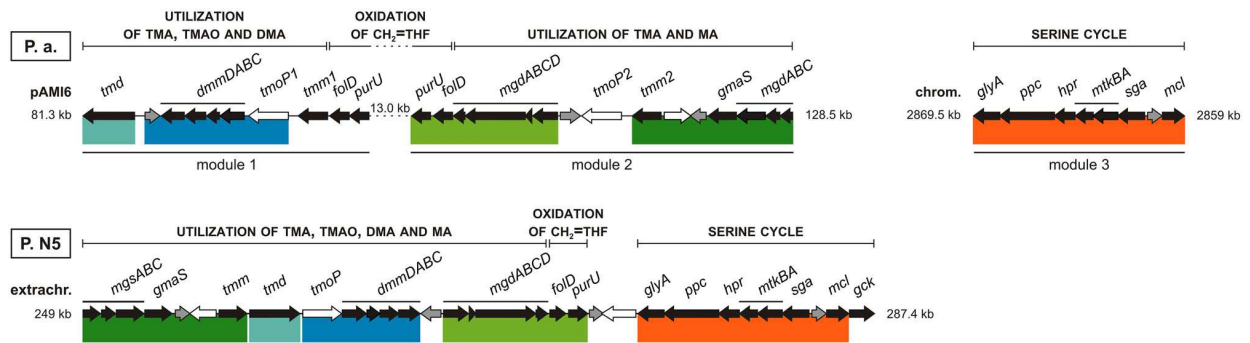 UTILIZATION
OF TMA, TMAO AND DMA
OXIDATION
OF CH2=THF
UTILIZATION OF TMA AND MA
SERINE CYCLE
P. a.
tmd
dmmDABC
tmoP1
tmm1
folD
purU
purU
folD
mgdABCD
tmoP2
tmm2
gmaS
mgdABC
glyA
ppc
hpr
mtkBA
sga
mcl
pAMI6
81.3 kb
13.0 kb
128.5 kb
chrom.
2869.5 kb
2859 kb
module 1
module 2
module 3
OXIDATION
OF CH2=THF
UTILIZATION OF TMA, TMAO, DMA AND MA
SERINE CYCLE
P. N5
mgsABC
gmaS
tmm
tmd
tmoP
dmmDABC
mgdABCD
folD
purU
glyA
ppc
hpr
mtkBA
sga
mcl
gck
extrachr.
249 kb
287.4 kb